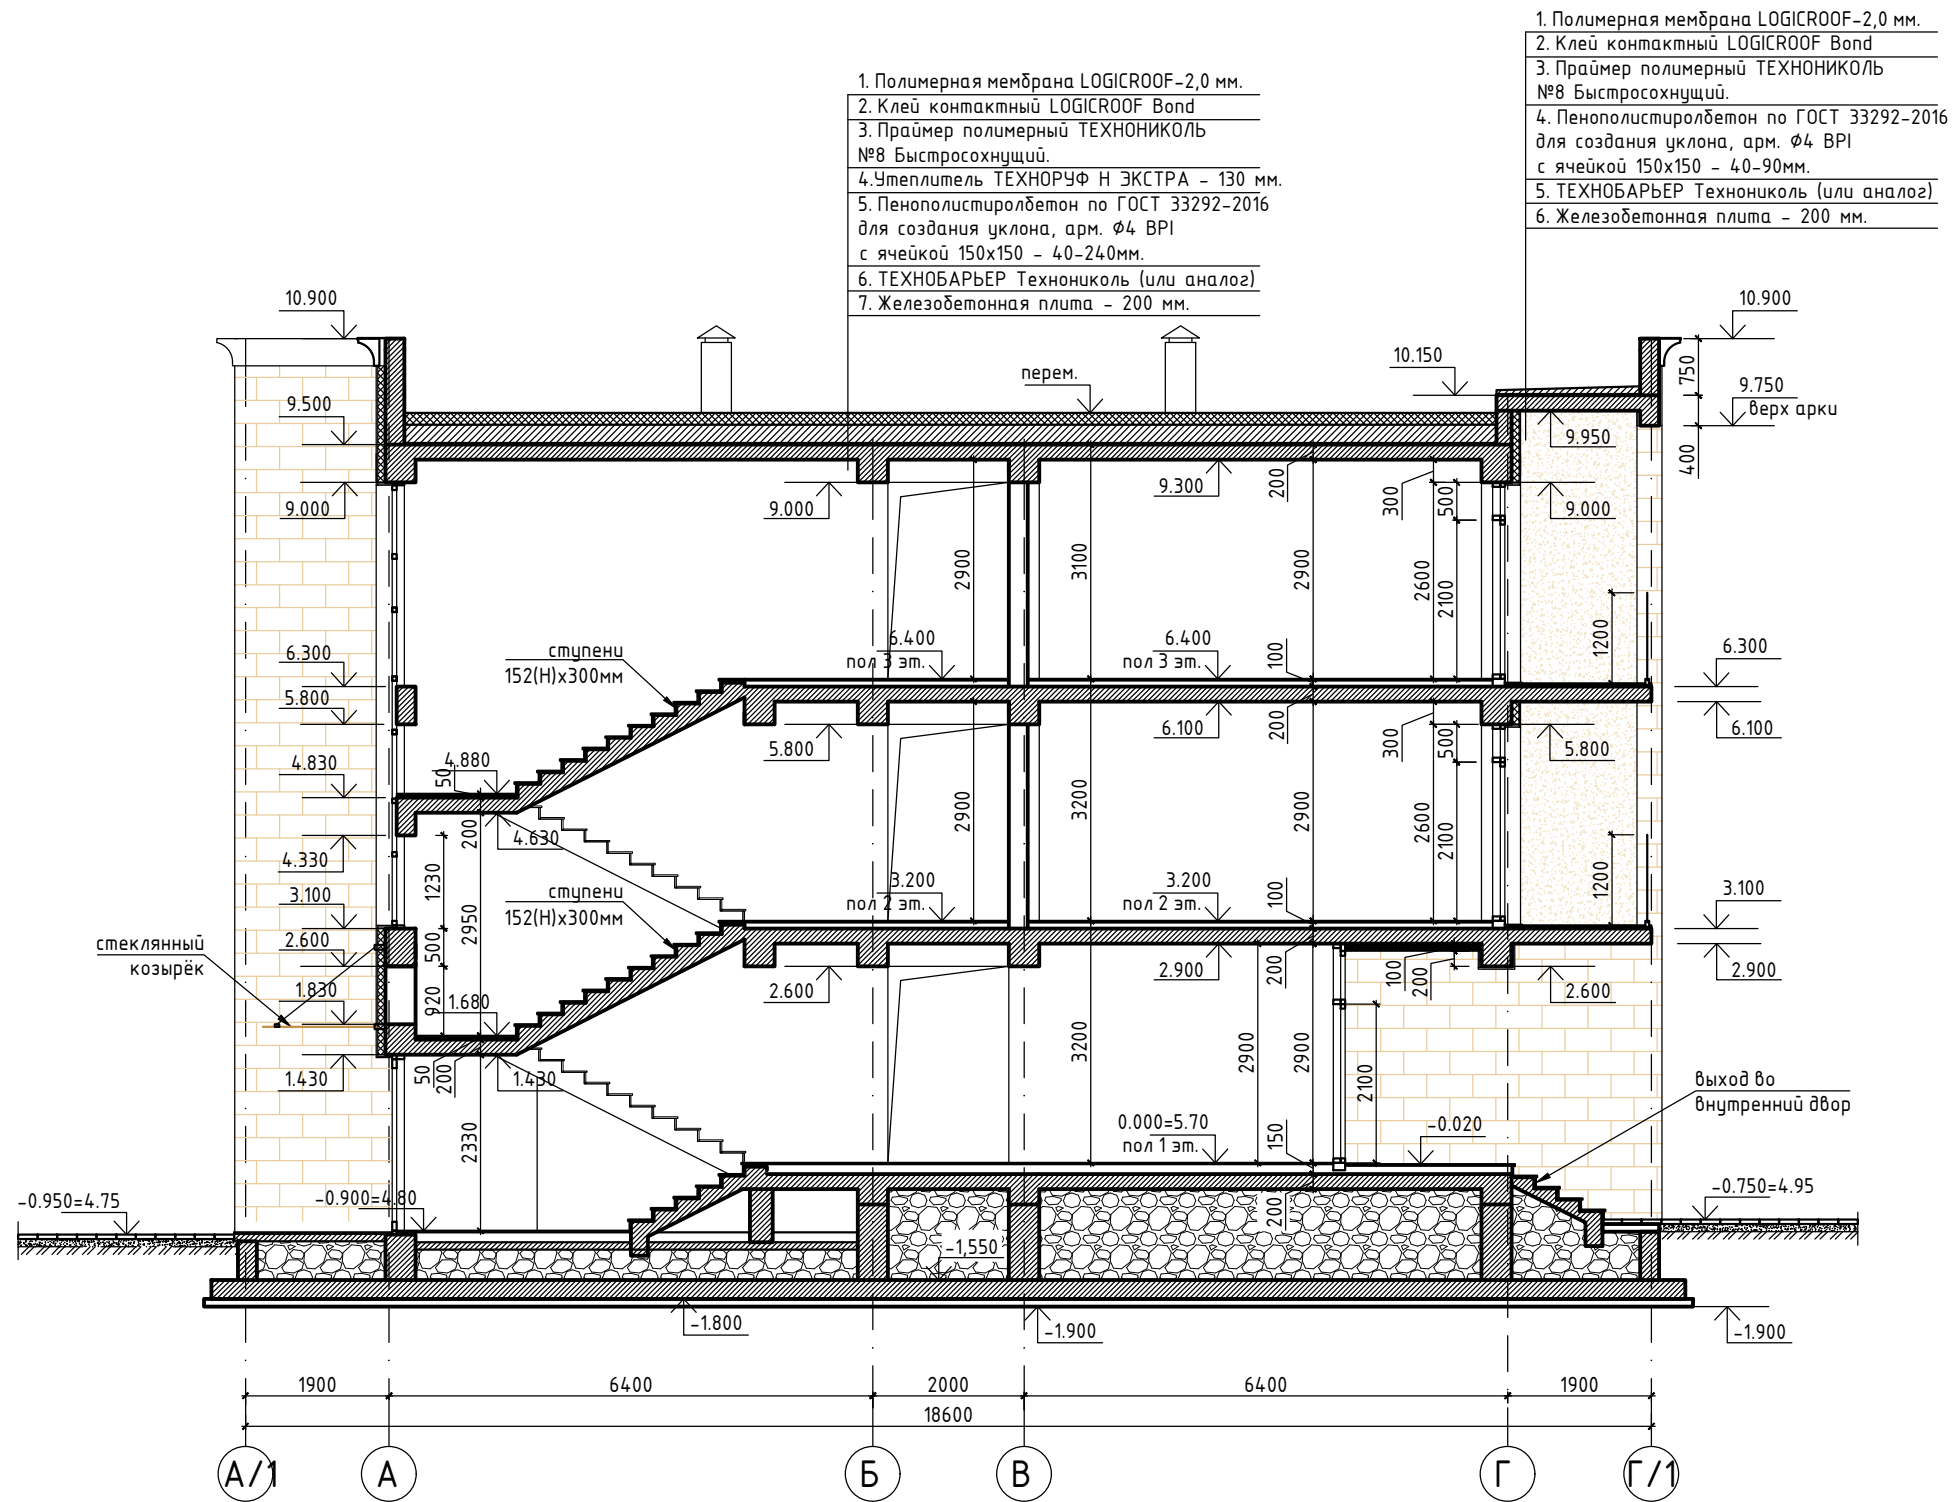 1. Полимерная мембрана LOGICROOF-2,0 мм.
2. Клей контактный LOGICROOF Bond
3. Праймер полимерный ТЕХНОНИКОЛЬ
№8 Быстросохнущий.
4. Пенополистиролбетон по ГОСТ 33292-2016
для создания уклона, арм. Ф4 ВРI
с ячейкой 150х150 - 40-90мм.
5. ТЕХНОБАРЬЕР Технониколь (или аналог)
6. Железобетонная плита - 200 мм.
1. Полимерная мембрана LOGICROOF-2,0 мм.
2. Клей контактный LOGICROOF Bond
3. Праймер полимерный ТЕХНОНИКОЛЬ
№8 Быстросохнущий.
4.Утеплитель ТЕХНОРУФ Н ЭКСТРА - 130 мм.
5. Пенополистиролбетон по ГОСТ 33292-2016
для создания уклона, арм. Ф4 ВРI
с ячейкой 150х150 - 40-240мм.
6. ТЕХНОБАРЬЕР Технониколь (или аналог)
7. Железобетонная плита - 200 мм.
10.900
10.900
10.150
перем.
750
9.750
верх арки
9.500
9.950
400
9.300
200
300
500
9.000
9.000
9.000
2900
3100
2900
2600
2100
1200
6.300
ступени
152(Н)х300мм
6.400
пол 3 эт.
6.400
пол 3 эт.
100
6.300
5.800
5.800
6.100
200
300
500
5.800
6.100
4.830
4.880
50
200
4.630
2900
3200
2900
2600
2100
1200
4.330
1230
3.100
ступени
152(Н)х300мм
3.200
пол 2 эт.
3.200
пол 2 эт.
100
3.100
стеклянный
козырёк
2.600
500
2950
2.600
2.900
200
100
200
2.600
2.900
1.830
920
1.680
1.430
50
200
1.430
3200
2900
2900
2100
выход во
внутренний двор
2330
0.000=5.70
пол 1 эт.
150
-0.020
-0.950=4.75
-0.900=4.80
200
-0.750=4.95
-1,550
-1.800
-1.900
-1.900
1900
6400
2000
6400
1900
18600
А/1
А
Б
В
Г
Г/1